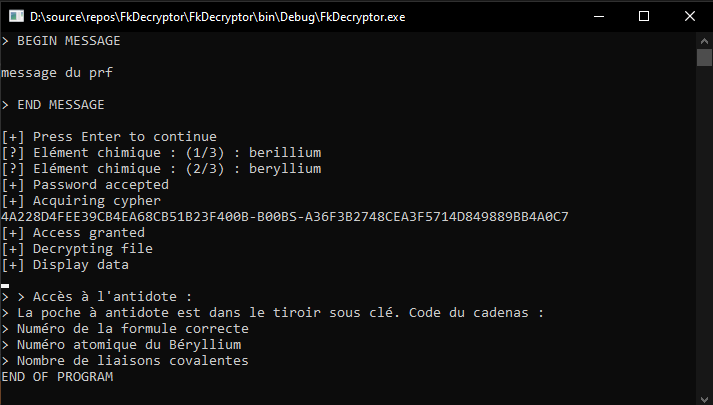 D:\source\repos\FkDecryptor\FkDecryptor\bin\Debug\FkDecryptor.exe
> BEGIN MESSAGE
message du prf
> END MESSAGE
[+] Press Enter to continue
[?] Elément chimique : (1/3) : berillium
[?] Elément chimique : (2/3) : beryllium
[+] Password accepted
[+] Acquiring cypher
4A228D4FEE39CB4EA68CB51B23F400B-B00BS-A36F3B2748CEA3F5714D849889BB4A0C7
[+] Access granted
[+] Decrypting file
[+] Display data
> > Accès à l'antidote :
> La poche à antidote est dans le tiroir sous clé. Code du cadenas :
> Numéro de la formule correcte
> Numéro atomique du Béryllium
> Nombre de liaisons covalentes
END OF PROGRAM